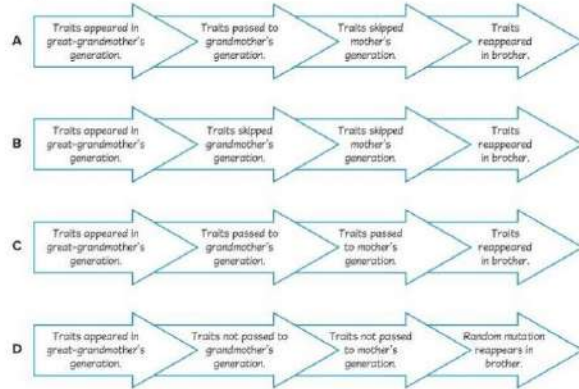 A
Traits appeared in
great-grandmother's
generation.
Traits passed to
grandmother's
generation.
Traits skipped
mother's
generation.
Traits
reappeared
in brother.
B
Traits appeared in
great-grandmother's
generation.
Traits skipped
grandmother's
generation.
Traits skipped
mother's
generation.
Traits
reappeared
in brother.
C
Traits appeared in
great-grandmother's
generation.
Traits passed to
grandmother's
generation.
Traits passed
to mother's
generation.
Traits
reappeared
in brother.
D
Traits appeared in
great-grandmother's
generation.
Traits not passed to
grandmother's
generation.
Traits not passed
to mother's
generation.
Random mutation
reappears in
brother.